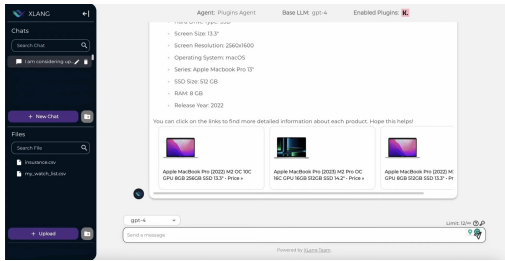 XLANG
Agent: Plugins Agent
Base LLM: gpt-4
Enabled Plugins: K.
Chats
Search Chat
I am considering up..
+ New Chat
Files
Search File
insurance.csv
my_watch_list.csv
+ Upload
Hard Drive Type: SSD
Screen Size: 13.3"
Screen Resolution: 2560x1600
Operating System: macOS
Series: Apple Macbook Pro 13"
SSD Size: 512 GB
RAM: 8 GB
Release Year: 2022
You can click on the links to find more detailed information about each product. Hope this helps!
Apple MacBook Pro (2022) M2 OC 10C
GPU 8GB 256GB SSD 13.3" - Price »
Apple MacBook Pro (2023) M2 Pro OC
16C GPU 16GB 512GB SSD 14.2" - Price »
Apple MacBook Pro (2022) M
GPU 8GB 512GB SSD 13.3" - Pr
gpt-4
Limit: 12/∞
Send a message
Powered by XLang Team